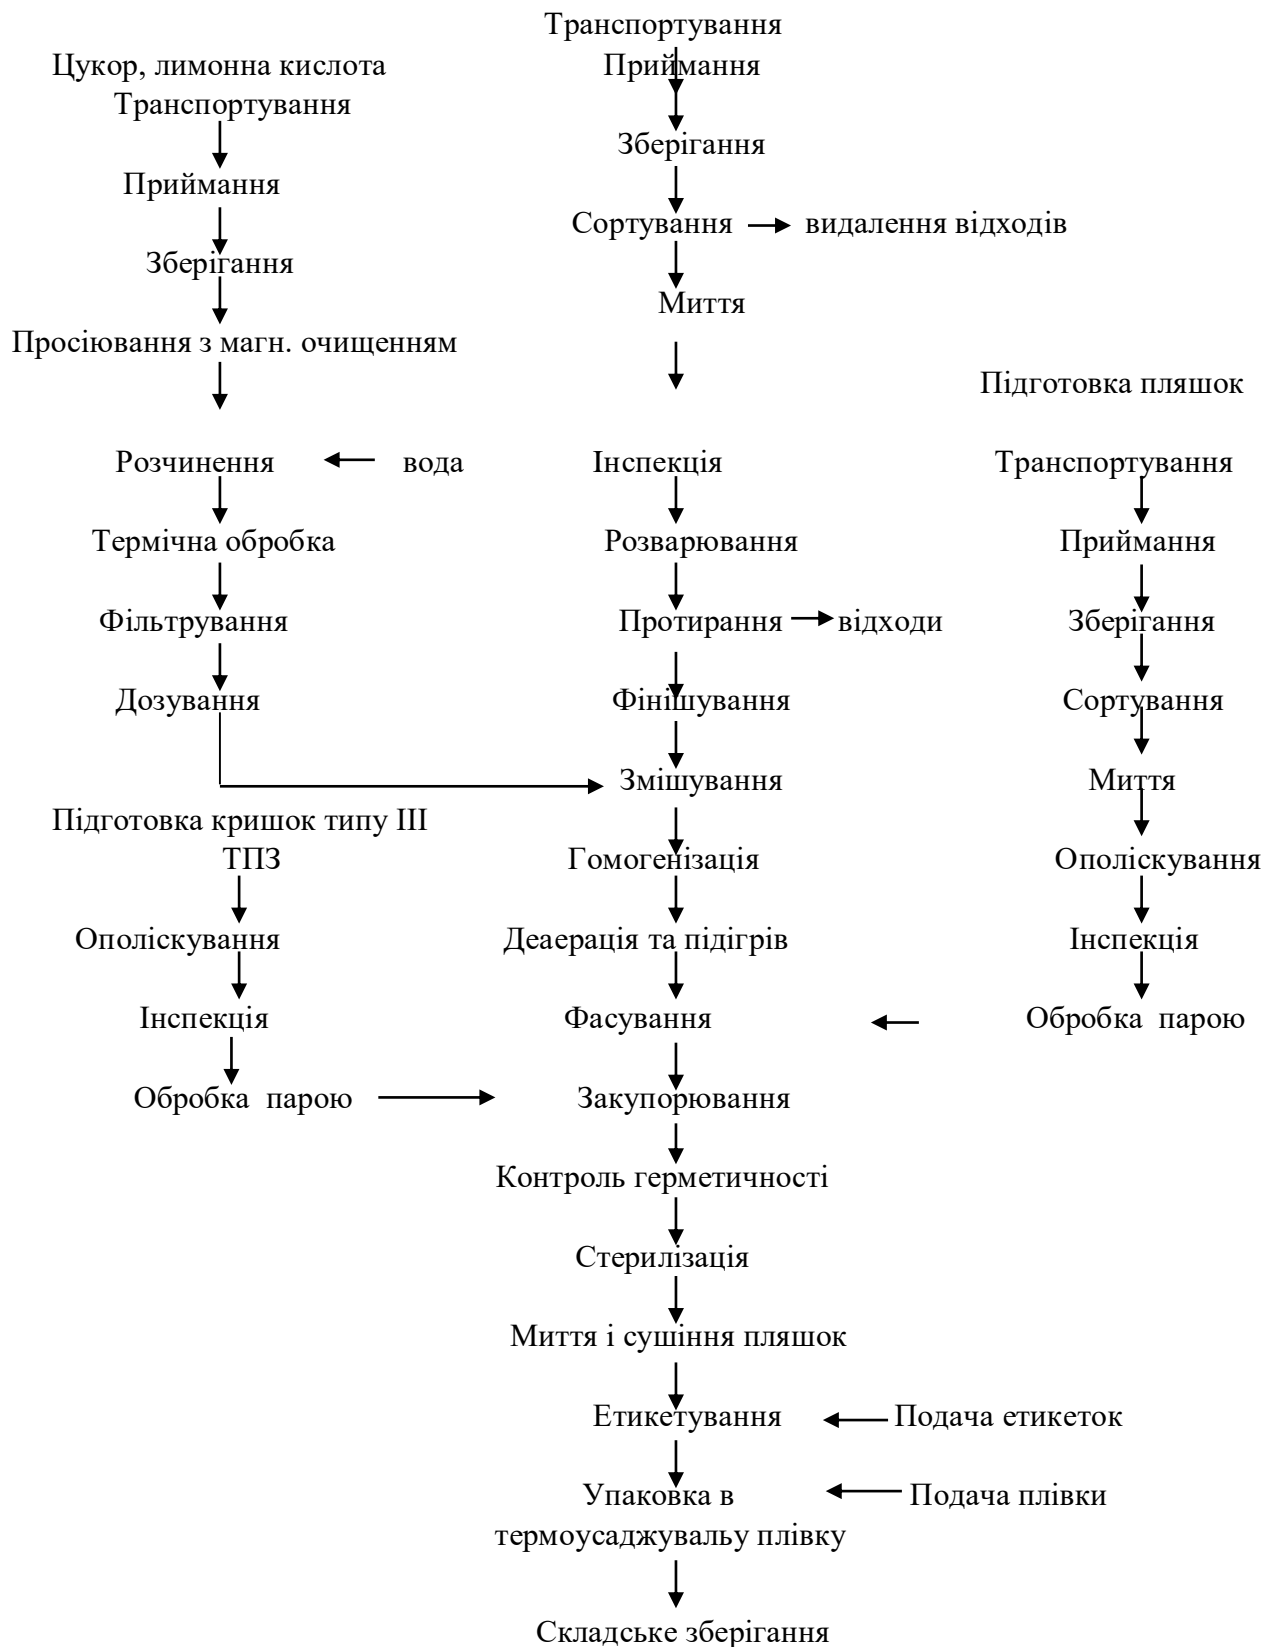 Транспортування
Цукор, лимонна кислота Приймання
Транспортування
Зберігання
Приймання
Сортування видалення відходів
Зберігання
Миття
Просіювання з магн. очищенням
Підготовка пляшок
Розчинення вода Інспекція Транспортування
Термічна обробка Розварювання Приймання
Фільтрування Протирання відходи Зберігання
Дозування Фінішування Сортування
Змішування Миття
Підготовка кришок типу III
ТПЗ Гомогенізація Ополіскування
Ополіскування Деаерація та підігрів Інспекція
Інспекція Фасування Обробка парою
Обробка парою Закупорювання
Контроль герметичності
Стерилізація
Миття і сушіння пляшок
Етикетування Подача етикеток
Упаковка в Подача плівки
термоусаджувальу плівку
Складське зберігання